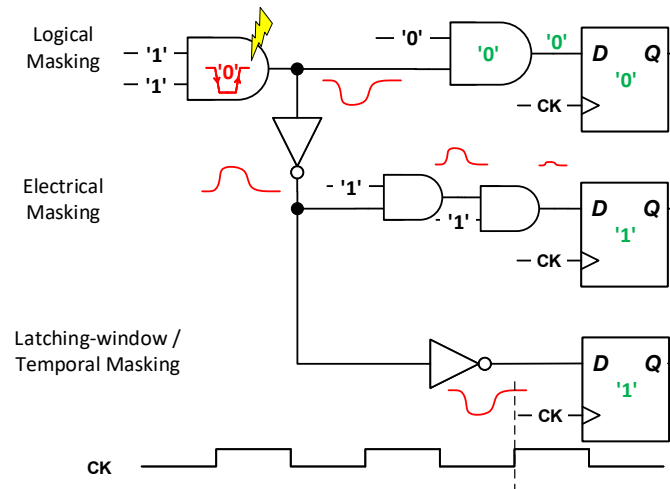 Logical
Masking
'1'
'1'
'0'
'0'
'0'
'0'
D Q
'0'
CK
Electrical
Masking
'1'
'1'
D Q
'1'
CK
Latching-window /
Temporal Masking
D Q
'1'
CK
CK